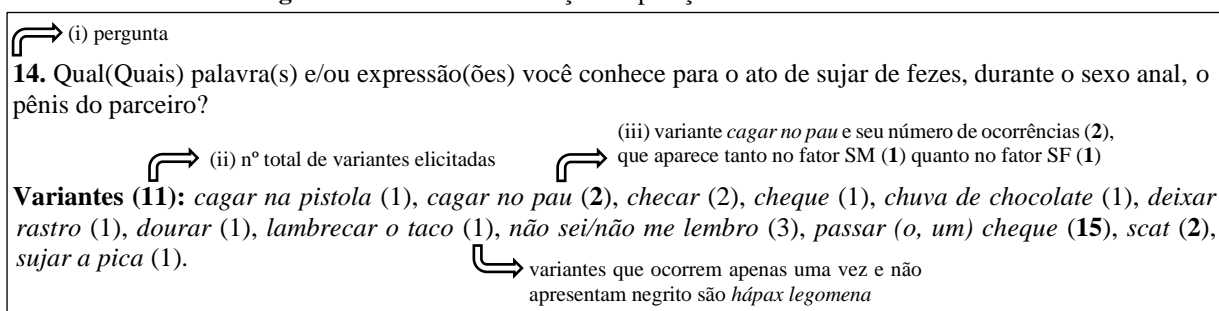 (i) pergunta
14. Qual(Quais) palavra(s) e/ou expressão(ões) você conhece para o ato de sujar de fezes, durante o sexo anal, o
pênis do parceiro?
(iii) variante cagar no pau e seu número de ocorrências (2),
(ii) nº total de variantes elicitadas
que aparece tanto no fator SM (1) quanto no fator SF (1)
Variantes (11): cagar na pistola (1), cagar no pau (2), checar (2), cheque (1), chuva de chocolate (1), deixar
rastro (1), dourar (1), lambrecar o taco (1), não sei/não me lembro (3), passar (o, um) cheque (15), scat (2),
sujar a pica (1).
variantes que ocorrem apenas uma vez e não
apresentam negrito são hápax legomena